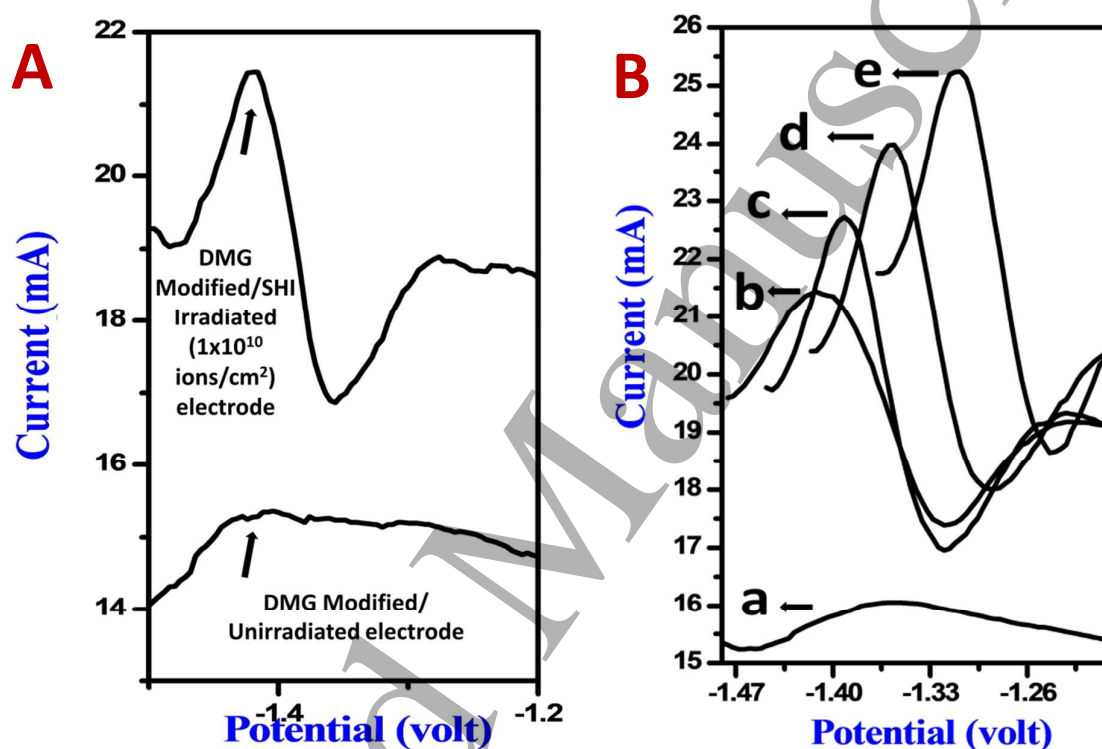 A
22
20
18
16
14
Current (mA)
DMG
Modified/SHI
Irradiated
(1x10¹⁰
ions/cm²)
electrode
DMG Modified/
Unirradiated electrode
-1.4
-1.2
Potential (volt)
B
26
25
24
23
22
21
20
19
18
17
16
15
Current (mA)
e
d
c
b
a
-1.47
-1.40
-1.33
-1.26
Potential (volt)